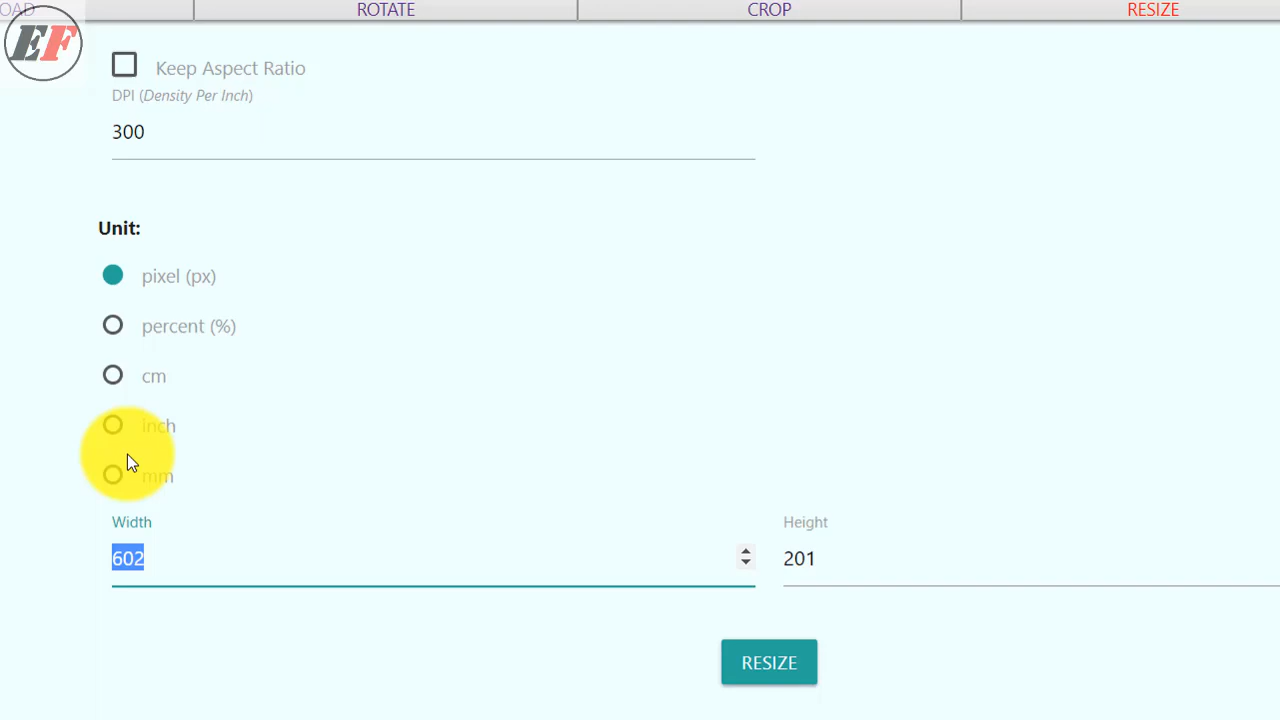 OAD ROTATE CROP RESIZE
EF
Keep Aspect Ratio
DPI (Density Per Inch)
300
Unit:
pixel (px)
percent (%)
cm
inch
mm
Width Height
602 201
RESIZE